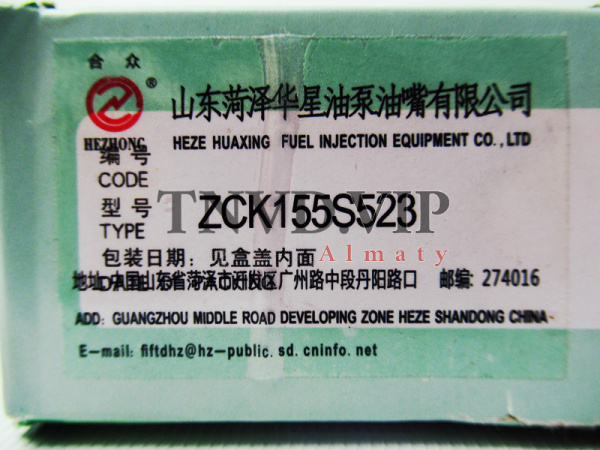 合众
®
HEZHONG
山东菏泽华星油泵油嘴有限公司
HEZE HUAXING FUEL INJECTION EQUIPMENT CO.,LTD
编号
CODE
型号 ZCK155S523
TYPE
TNVD.VIP
Almaty
包装日期:见盒盖内面
地址:中国山东省菏泽市开发区广州路中段丹阳路口 邮编: 274016
ADD: GUANGZHOU MIDDLE ROAD DEVELOPING ZONE HEZE SHANDONG CHINA
E-mail: fiftdhz@hz-public.sd.cninfo.net